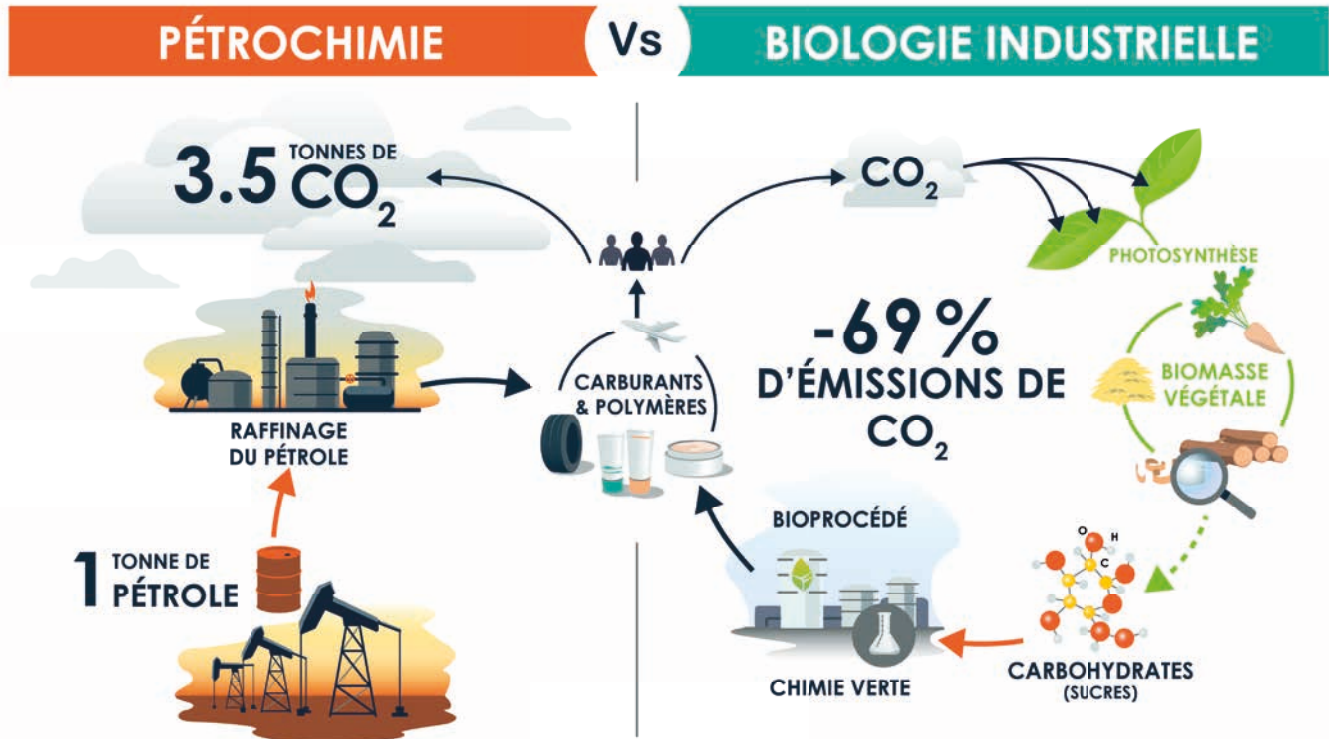 PÉTROCHIMIE
Vs
BIOLOGIE INDUSTRIELLE
3.5 TONNES DE
CO₂
CO₂
PHOTOSYNTHÈSE
-69 %
D'ÉMISSIONS DE
CO₂
BIOMASSE
VÉGÉTALE
CARBURANTS
& POLYMÈRES
RAFFINAGE
DU PÉTROLE
1 TONNE DE
PÉTROLE
BIOPROCÉDÉ
CHIMIE VERTE
O
H
C
CARBOHYDRATES
(SUCRES)